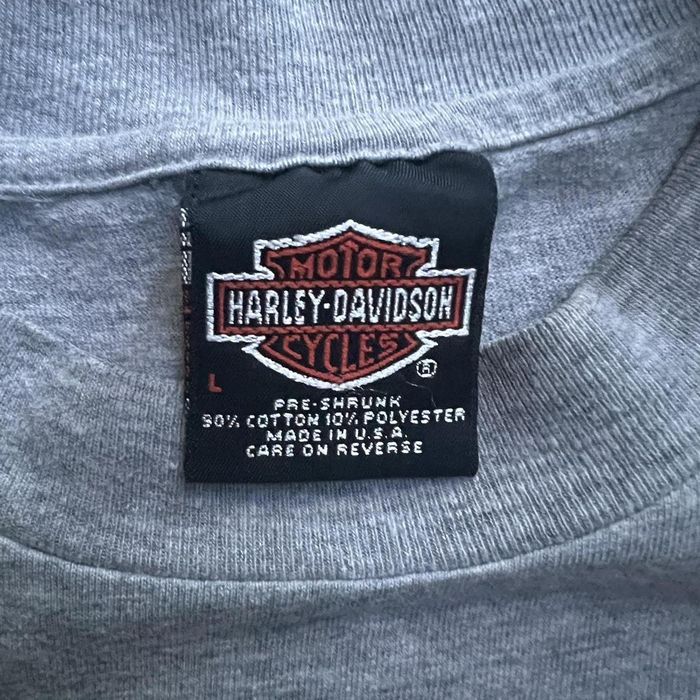 MOTOR
HARLEY-DAVIDSON
CYCLES
®
L
PRE-SHRUNK
90% COTTON 10% POLYESTER
MADE IN U.S.A.
CARE ON REVERSE